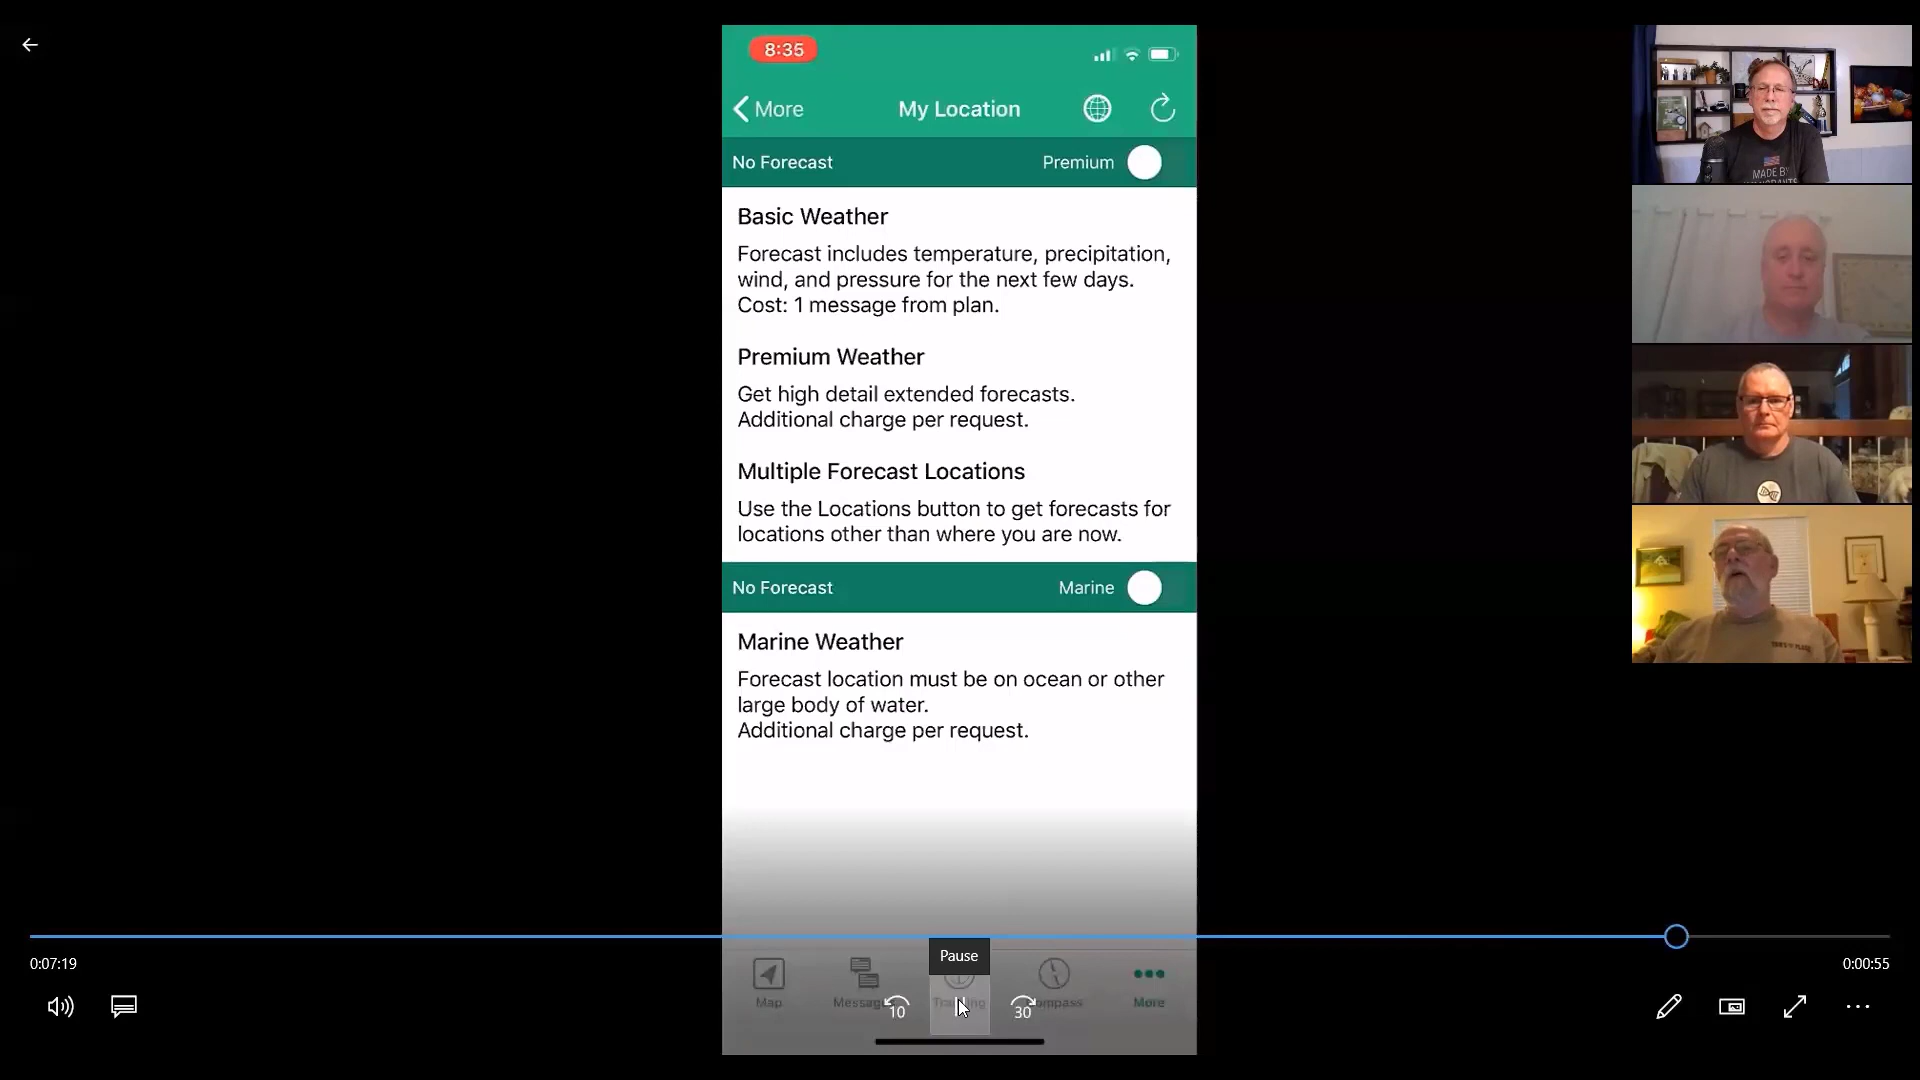 8:35
More
My Location
No Forecast
Premium
Basic Weather
Forecast includes temperature, precipitation,
wind, and pressure for the next few days.
Cost: 1 message from plan.
Premium Weather
Get high detail extended forecasts.
Additional charge per request.
Multiple Forecast Locations
Use the Locations button to get forecasts for
locations other than where you are now.
No Forecast
Marine
Marine Weather
Forecast location must be on ocean or other
large body of water.
Additional charge per request.
MADE BY
0:07:19
Pause
0:00:55
Map
More
10
30